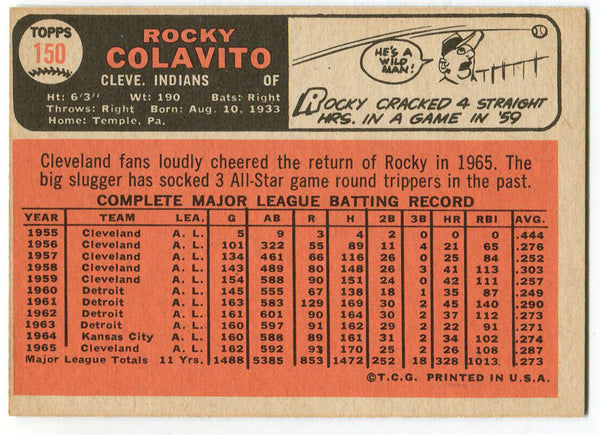 TOPPS
150
ROCKY
COLAVITO
CLEVE. INDIANS OF
Ht: 6'3" Wt: 190 Bats: Right
Throws: Right Born: Aug. 10, 1933
Home: Temple, Pa.
HE'S A
WILD
MAN!
ROCKY CRACKED 4 STRAIGHT
HRS. IN A GAME IN '59
Cleveland fans loudly cheered the return of Rocky in 1965. The
big slugger has socked 3 All-Star game round trippers in the past.
COMPLETE MAJOR LEAGUE BATTING RECORD
YEAR TEAM LEA. G AB R H 2B 3B HR RBI AVG.
1955 Cleveland A. L. 5 9 3 4 2 0 0 0 .444
1956 Cleveland A. L. 101 322 55 89 11 4 21 65 .276
1957 Cleveland A. L. 134 461 66 116 26 0 25 84 .252
1958 Cleveland A. L. 143 489 80 148 26 3 41 113 .303
1959 Cleveland A. L. 154 588 90 151 24 0 42 111 .257
1960 Detroit A. L. 145 555 67 138 18 1 35 87 .249
1961 Detroit A. L. 163 583 129 169 30 2 45 140 .290
1962 Detroit A. L. 161 601 90 164 30 2 37 112 .273
1963 Detroit A. L. 160 597 91 162 29 2 22 91 .271
1964 Kansas City A. L. 160 588 89 161 31 2 34 102 .274
1965 Cleveland A. L. 162 592 93 170 25 2 26 108 .287
Major League Totals 11 Yrs. 1488 5385 853 1472 252 18 328 1013 .273
©T.C.G. PRINTED IN U.S.A.